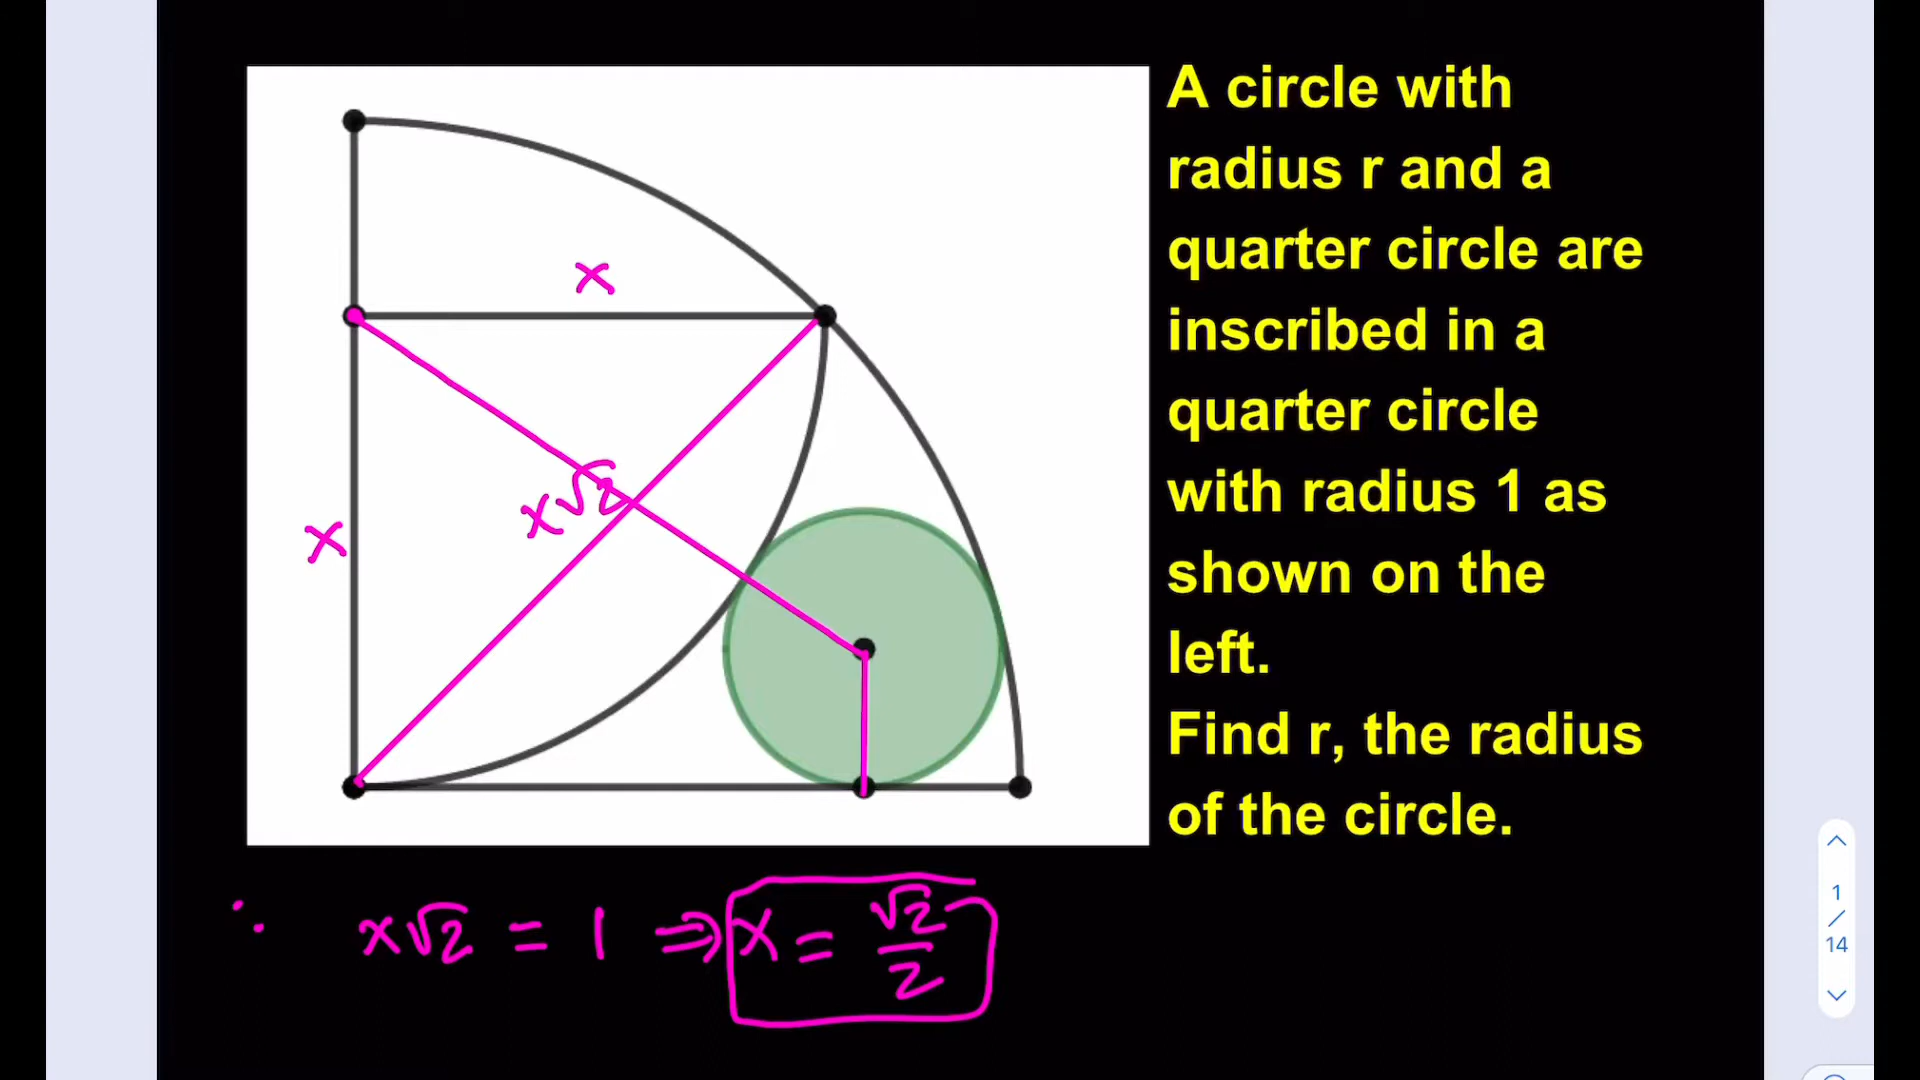 A circle with
radius r and a
quarter circle are
inscribed in a
quarter circle
with radius 1 as
shown on the
left.
Find r, the radius
of the circle.
x
x
x√2
x√2 = 1 ⇒ x = √2/2
1
/
14